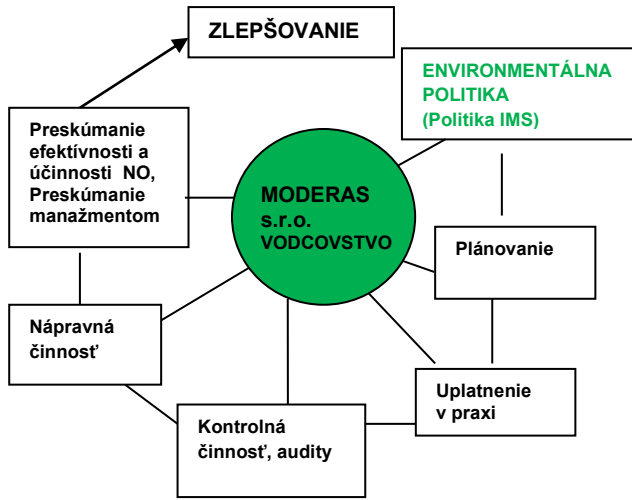 ZLEPŠOVANIE
ENVIRONMENTÁLNA
POLITIKA
(Politika IMS)
Preskúmanie
efektívnosti a
účinnosti NO,
Preskúmanie
manažmentom
MODERAS
s.r.o.
VODCOVSTVO
Plánovanie
Nápravná
činnosť
Uplatnenie
v praxi
Kontrolná
činnosť, audity